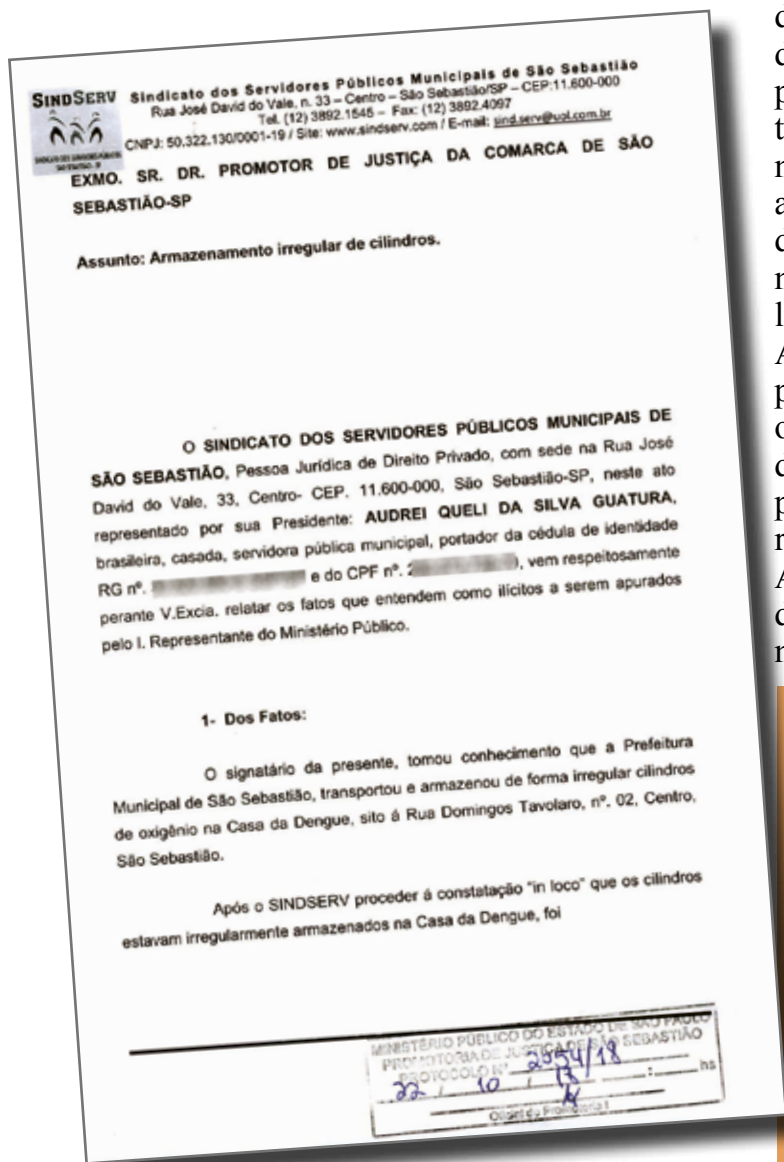 SINDSERV
Sindicato dos Servidores Públicos Municipais de São Sebastião
Rua José David do Vale, n. 33 – Centro – São Sebastião/SP – CEP:11.600-000
Tel. (12) 3892.1545 – Fax: (12) 3892.4097
CNPJ: 50.322.130/0001-19 / Site: www.sindserv.com / E-mail: sind.serv@uol.com.br
EXMO. SR. DR. PROMOTOR DE JUSTIÇA DA COMARCA DE SÃO
SEBASTIÃO-SP
Assunto: Armazenamento irregular de cilindros.
O SINDICATO DOS SERVIDORES PÚBLICOS MUNICIPAIS DE
SÃO SEBASTIÃO, Pessoa Jurídica de Direito Privado, com sede na Rua José
David do Vale, 33, Centro- CEP. 11.600-000, São Sebastião-SP, neste ato
representado por sua Presidente: AUDREI QUELI DA SILVA GUATURA,
brasileira, casada, servidora pública municipal, portador da cédula de identidade
RG nº. e do CPF nº. 2 ), vem respeitosamente
perante V.Excia. relatar os fatos que entendem como ilícitos a serem apurados
pelo I. Representante do Ministério Público.
1- Dos Fatos:
O signatário da presente, tomou conhecimento que a Prefeitura
Municipal de São Sebastião, transportou e armazenou de forma irregular cilindros
de oxigênio na Casa da Dengue, sito á Rua Domingos Tavolaro, nº. 02, Centro,
São Sebastião.
Após o SINDSERV proceder á constatação "in loco" que os cilindros
estavam irregularmente armazenados na Casa da Dengue, foi
MINISTÉRIO PÚBLICO DO ESTADO DE SÃO PAULO
PROMOTORIA DE JUSTIÇA DE SÃO SEBASTIÃO
PROTOCOLO Nº 2954/18
22 / 10 / 18 : hs
Oficial de Promotoria I